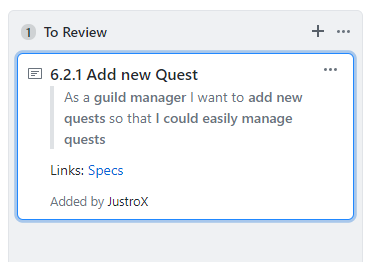 1 To Review
6.2.1 Add new Quest
As a guild manager I want to add new
quests so that I could easily manage
quests
Links: Specs
Added by JustroX